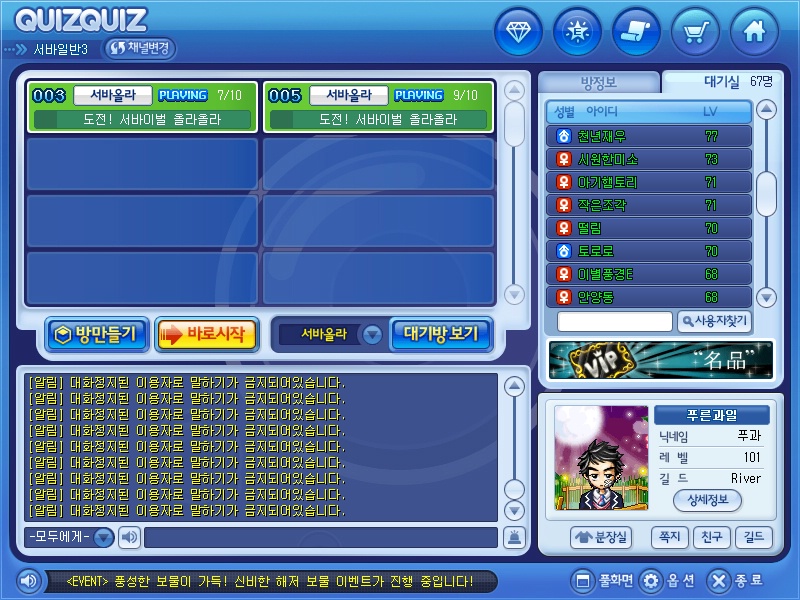 QUIZQUIZ
서바일반3 채널변경
003 서바올라 PLAYING 7/10
도전! 서바이벌 올라올라
005 서바올라 PLAYING 9/10
도전! 서바이벌 올라올라
방만들기 바로시작 서바올라 대기방보기
[알림] 대화정지된 이용자로 말하기가 금지되어있습니다.
[알림] 대화정지된 이용자로 말하기가 금지되어있습니다.
[알림] 대화정지된 이용자로 말하기가 금지되어있습니다.
[알림] 대화정지된 이용자로 말하기가 금지되어있습니다.
[알림] 대화정지된 이용자로 말하기가 금지되어있습니다.
[알림] 대화정지된 이용자로 말하기가 금지되어있습니다.
[알림] 대화정지된 이용자로 말하기가 금지되어있습니다.
[알림] 대화정지된 이용자로 말하기가 금지되어있습니다.
[알림] 대화정지된 이용자로 말하기가 금지되어있습니다.
-모두에게-
방정보 대기실 67명
성별 아이디 LV
천년재우 77
시원한미소 73
아기햄토리 71
작은조각 71
떨림 70
토로로 70
이별풍경E 68
안양동 68
사용자찾기
VIP “名品”
푸른과일
닉네임 푸과
레 벨 101
길 드 River
상세정보
분장실 쪽지 친구 길드
<EVENT> 풍성한 보물이 가득! 신비한 해저 보물 이벤트가 진행 중입니다!
풀화면 옵션 종료